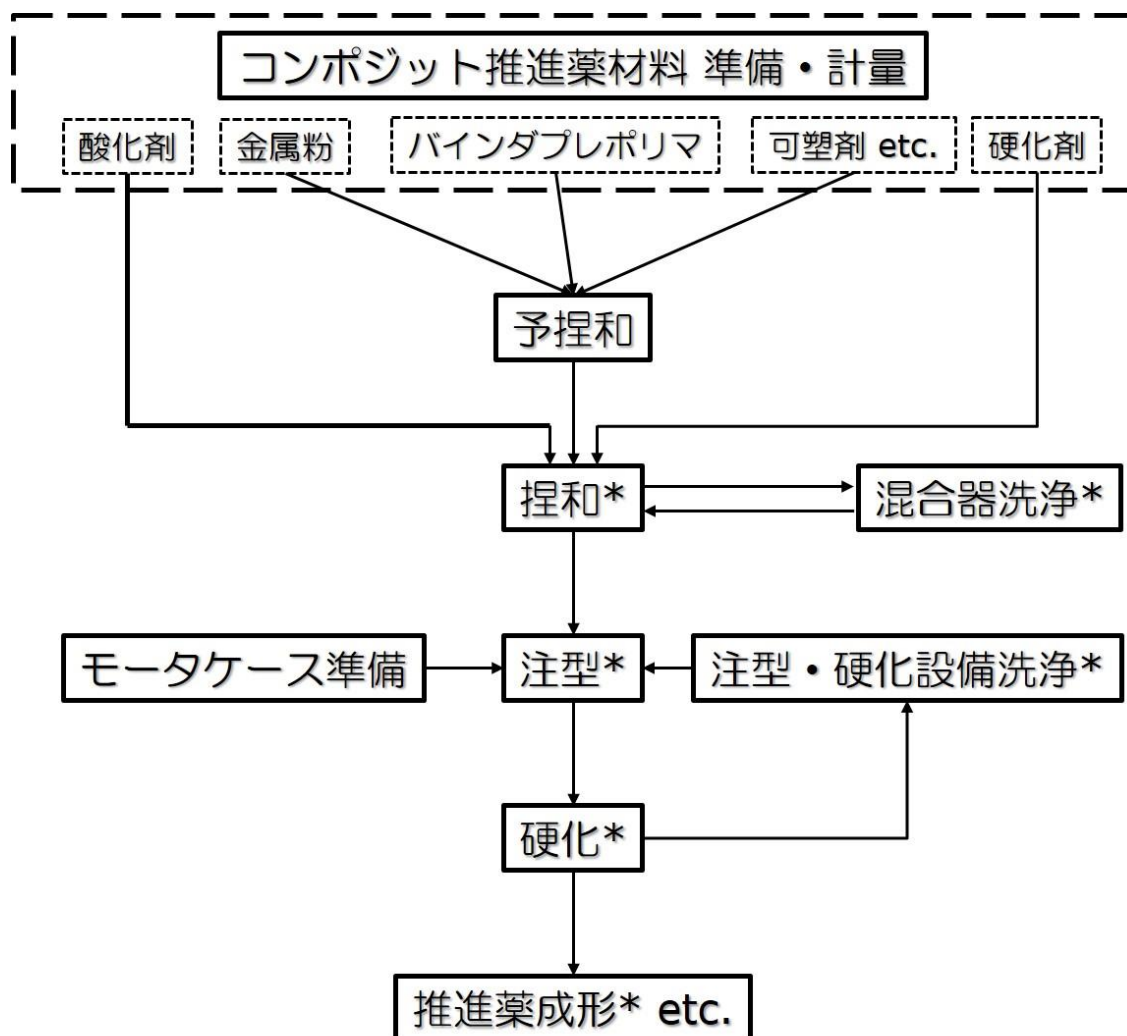 コンポジット推進薬材料 準備・計量
酸化剤
金属粉
バインダプレポリマ
可塑剤 etc.
硬化剤
予捏和
捏和*
混合器洗浄*
モータケース準備
注型*
注型・硬化設備洗浄*
硬化*
推進薬成形* etc.